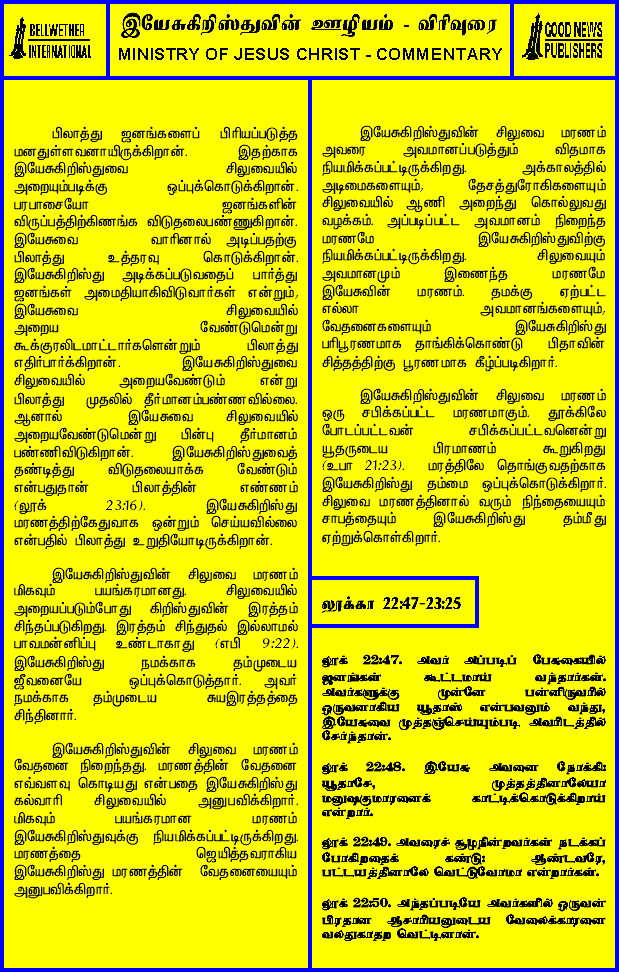 BELLWETHER
INTERNATIONAL
இயேசுகிறிஸ்துவின் ஊழியம் - விரிவுரை
MINISTRY OF JESUS CHRIST - COMMENTARY
GOOD NEWS
PUBLISHERS
பிலாத்து ஜனங்களைப் பிரியப்படுத்த
மனதுள்ளவனாயிருக்கிறான். இதற்காக
இயேசுகிறிஸ்துவை சிலுவையில்
அறையும்படிக்கு ஒப்புக்கொடுக்கிறான்.
பரபாசையோ ஜனங்களின்
விருப்பத்திற்கிணங்க விடுதலைபண்ணுகிறான்.
இயேசுவை வாரினால் அடிப்பதற்கு
பிலாத்து உத்தரவு கொடுக்கிறான்.
இயேசுகிறிஸ்து அடிக்கப்படுவதைப் பார்த்து
ஜனங்கள் அமைதியாகிவிடுவார்கள் என்றும்,
இயேசுவை சிலுவையில்
அறைய வேண்டுமென்று
கூக்குரலிடமாட்டார்களென்றும் பிலாத்து
எதிர்பார்க்கிறான். இயேசுகிறிஸ்துவை
சிலுவையில் அறையவேண்டும் என்று
பிலாத்து முதலில் தீர்மானம்பண்ணவில்லை.
ஆனால் இயேசுவை சிலுவையில்
அறையவேண்டுமென்று பின்பு தீர்மானம்
பண்ணிவிடுகிறான். இயேசுகிறிஸ்துவைத்
தண்டித்து விடுதலையாக்க வேண்டும்
என்பதுதான் பிலாத்தின் எண்ணம்
(லூக் 23:16). இயேசுகிறிஸ்து
மரணத்திற்கேதுவாக ஒன்றும் செய்யவில்லை
என்பதில் பிலாத்து உறுதியோடிருக்கிறான்.
இயேசுகிறிஸ்துவின் சிலுவை மரணம்
மிகவும் பயங்கரமானது. சிலுவையில்
அறையப்படும்போது கிறிஸ்துவின் இரத்தம்
சிந்தப்படுகிறது. இரத்தம் சிந்துதல் இல்லாமல்
பாவமன்னிப்பு உண்டாகாது (எபி 9:22).
இயேசுகிறிஸ்து நமக்காக தம்முடைய
ஜீவனையே ஒப்புக்கொடுத்தார். அவர்
நமக்காக தம்முடைய சுயஇரத்தத்தை
சிந்தினார்.
இயேசுகிறிஸ்துவின் சிலுவை மரணம்
வேதனை நிறைந்தது. மரணத்தின் வேதனை
எவ்வளவு கொடியது என்பதை இயேசுகிறிஸ்து
கல்வாரி சிலுவையில் அனுபவிக்கிறார்.
மிகவும் பயங்கரமான மரணம்
இயேசுகிறிஸ்துவுக்கு நியமிக்கப்பட்டிருக்கிறது.
மரணத்தை ஜெயித்தவராகிய
இயேசுகிறிஸ்து மரணத்தின் வேதனையையும்
அனுபவிக்கிறார்.
இயேசுகிறிஸ்துவின் சிலுவை மரணம்
அவரை அவமானப்படுத்தும் விதமாக
நியமிக்கப்பட்டிருக்கிறது. அக்காலத்தில்
அடிமைகளையும், தேசத்துரோகிகளையும்
சிலுவையில் ஆணி அறைந்து கொல்லுவது
வழக்கம். அப்படிப்பட்ட அவமானம் நிறைந்த
மரணமே இயேசுகிறிஸ்துவிற்கு
நியமிக்கப்பட்டிருக்கிறது. சிலுவையும்
அவமானமும் இணைந்த மரணமே
இயேசுவின் மரணம். தமக்கு ஏற்பட்ட
எல்லா அவமானங்களையும்,
வேதனைகளையும் இயேசுகிறிஸ்து
பரிபூரணமாக தாங்கிக்கொண்டு பிதாவின்
சித்தத்திற்கு பூரணமாக கீழ்ப்படிகிறார்.
இயேசுகிறிஸ்துவின் சிலுவை மரணம்
ஒரு சபிக்கப்பட்ட மரணமாகும். தூக்கிலே
போடப்பட்டவன் சபிக்கப்பட்டவனென்று
யூதருடைய பிரமாணம் கூறுகிறது
(உபா 21:23). மரத்திலே தொங்குவதற்காக
இயேசுகிறிஸ்து தம்மை ஒப்புக்கொடுக்கிறார்.
சிலுவை மரணத்தினால் வரும் நிந்தையையும்
சாபத்தையும் இயேசுகிறிஸ்து தம்மீது
ஏற்றுக்கொள்கிறார்.
லூக்கா 22:47-23:25
லூக் 22:47. அவர் அப்படிப் பேசுகையில்
ஜனங்கள் கூட்டமாய் வந்தார்கள்.
அவர்களுக்கு முன்னே பன்னிருவரில்
ஒருவனாகிய யூதாஸ் என்பவனும் வந்து,
இயேசுவை முத்தஞ்செய்யும்படி அவரிடத்தில்
சேர்ந்தான்.
லூக் 22:48. இயேசு அவனை நோக்கி:
யூதாசே, முத்தத்தினாலேயா
மனுஷகுமாரனைக் காட்டிக்கொடுக்கிறாய்
என்றார்.
லூக் 22:49. அவரைச் சூழநின்றவர்கள் நடக்கப்
போகிறதைக் கண்டு: ஆண்டவரே,
பட்டயத்தினாலே வெட்டுவோமா என்றார்கள்.
லூக் 22:50. அந்தப்படியே அவர்களில் ஒருவன்
பிரதான ஆசாரியனுடைய வேலைக்காரனை
வலதுகாதற வெட்டினான்.